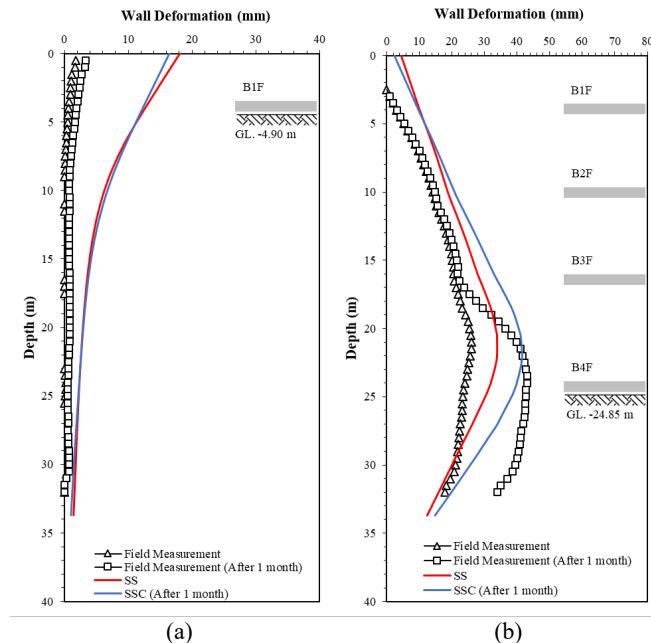 Wall Deformation (mm)
0 10 20 30 40
0
5
10
15
20
25
30
35
40
Depth (m)
B1F
GL. -4.90 m
Field Measurement
Field Measurement (After 1 month)
SS
SSC (After 1 month)
(a)
Wall Deformation (mm)
0 10 20 30 40 50 60 70 80
0
5
10
15
20
25
30
35
40
Depth (m)
B1F
B2F
B3F
B4F
GL. -24.85 m
Field Measurement
Field Measurement (After 1 month)
SS
SSC (After 1 month)
(b)